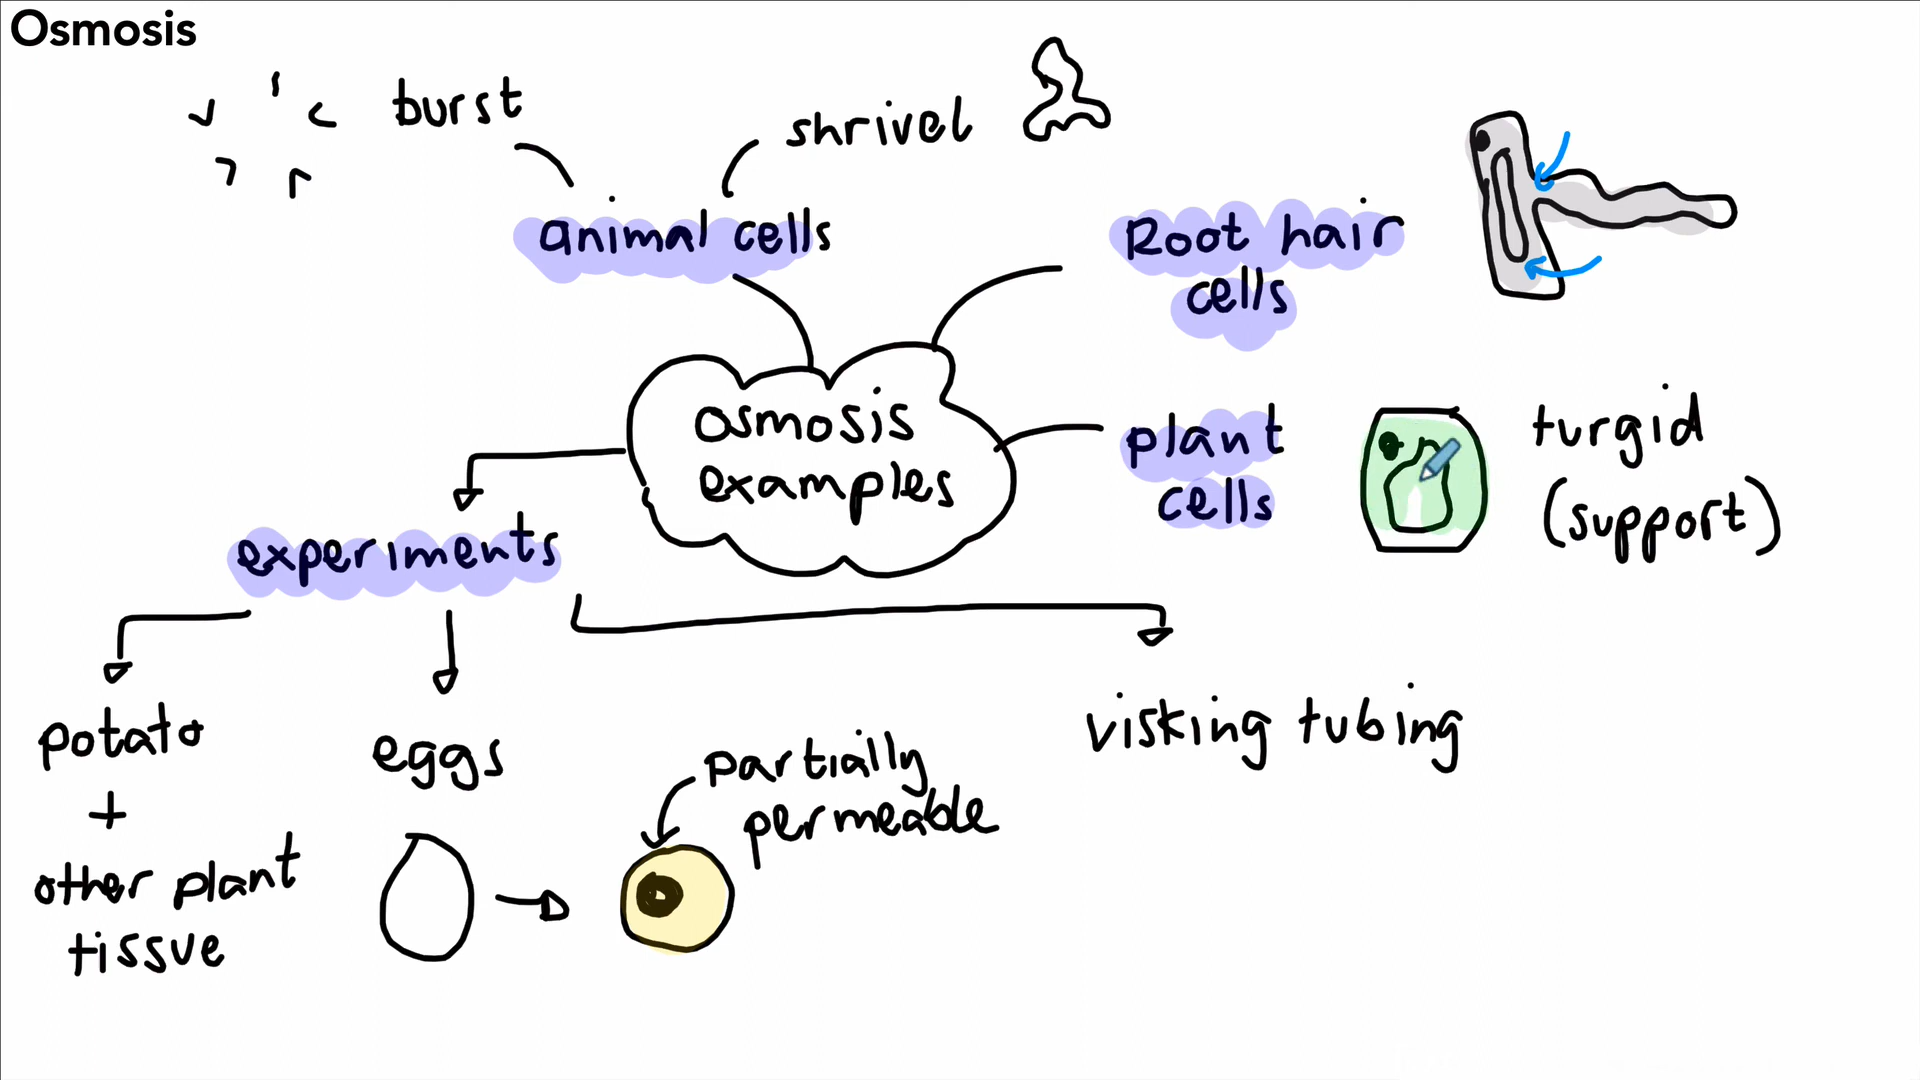 Osmosis
burst
shrivel
animal cells
Root hair
cells
osmosis
examples
plant
cells
turgid
(support)
experiments
potato
+
other plant
tissue
eggs
partially
permeable
visking tubing